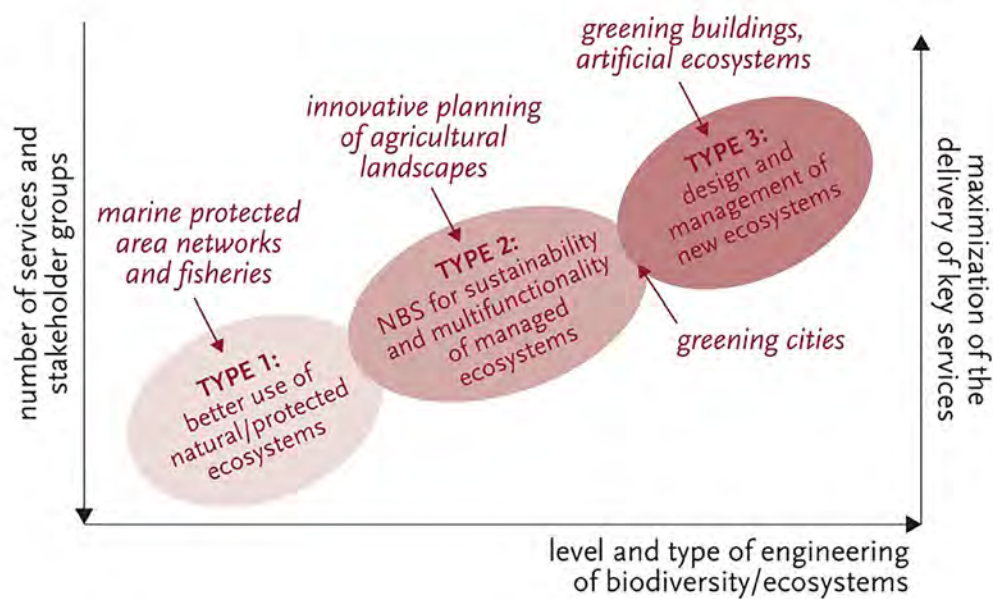 greening buildings,
artificial ecosystems
innovative planning
of agricultural
landscapes
marine protected
area networks
and fisheries
TYPE 3:
design and
management of
new ecosystems
TYPE 2:
NBS for sustainability
and multifunctionality
of managed
ecosystems
greening cities
TYPE 1:
better use of
natural/protected
ecosystems
number of services and
stakeholder groups
maximization of the
delivery of key services
level and type of engineering
of biodiversity/ecosystems